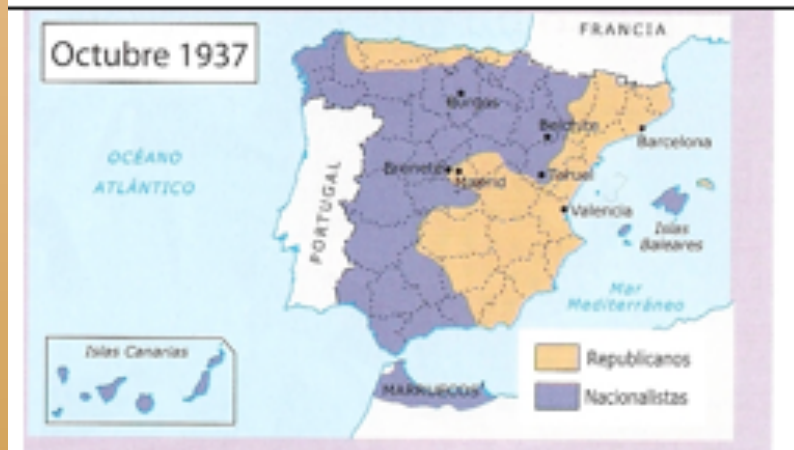 Octubre 1937
FRANCIA
Burgos
Belchite
Barcelona
OCÉANO
ATLÁNTICO
Brenete
Madrid
Teruel
PORTUGAL
Valencia
Islas
Baleares
Mar
Mediterráneo
Islas Canarias
MARRUECOS
Republicanos
Nacionalistas